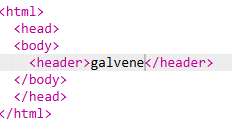 <html>
<head>
<body>
<header>galvene</header>
</body>
</head>
</html>